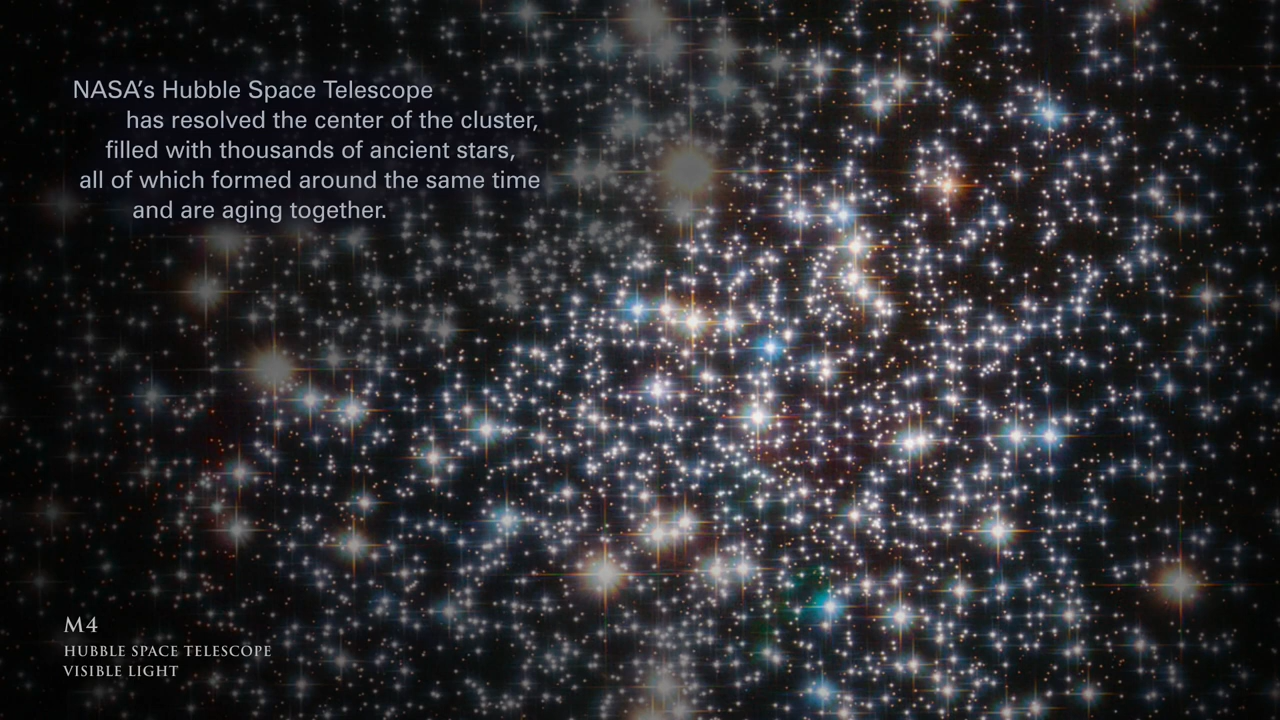 NASA’s Hubble Space Telescope
has resolved the center of the cluster,
filled with thousands of ancient stars,
all of which formed around the same time
and are aging together.
M4
HUBBLE SPACE TELESCOPE
VISIBLE LIGHT